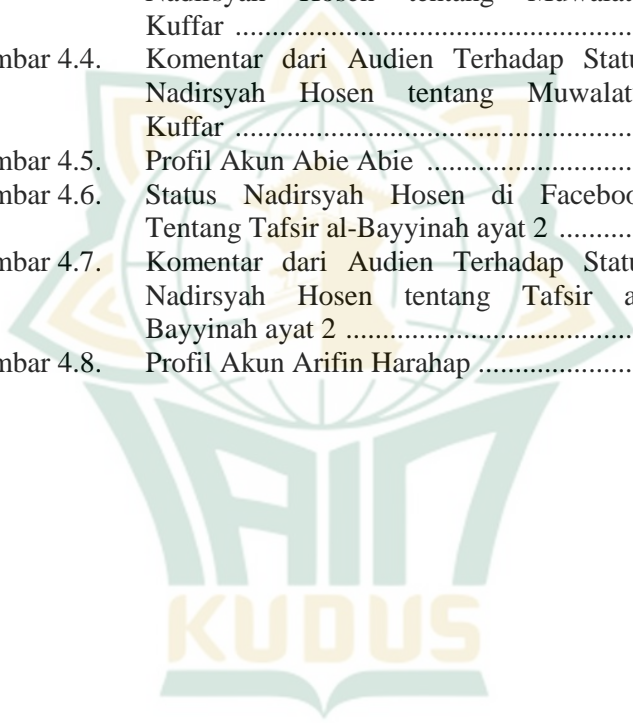 Nadirsyah Hosen tentang Muwalat
Kuffar ....................................................
mbar 4.4. Komentar dari Audien Terhadap Statu
Nadirsyah Hosen tentang Muwalat
Kuffar ....................................................
mbar 4.5. Profil Akun Abie Abie ...........................
mbar 4.6. Status Nadirsyah Hosen di Faceboo
Tentang Tafsir al-Bayyinah ayat 2 ..........
mbar 4.7. Komentar dari Audien Terhadap Statu
Nadirsyah Hosen tentang Tafsir a
Bayyinah ayat 2 .....................................
mbar 4.8. Profil Akun Arifin Harahap ....................
IAIN
KUDUS